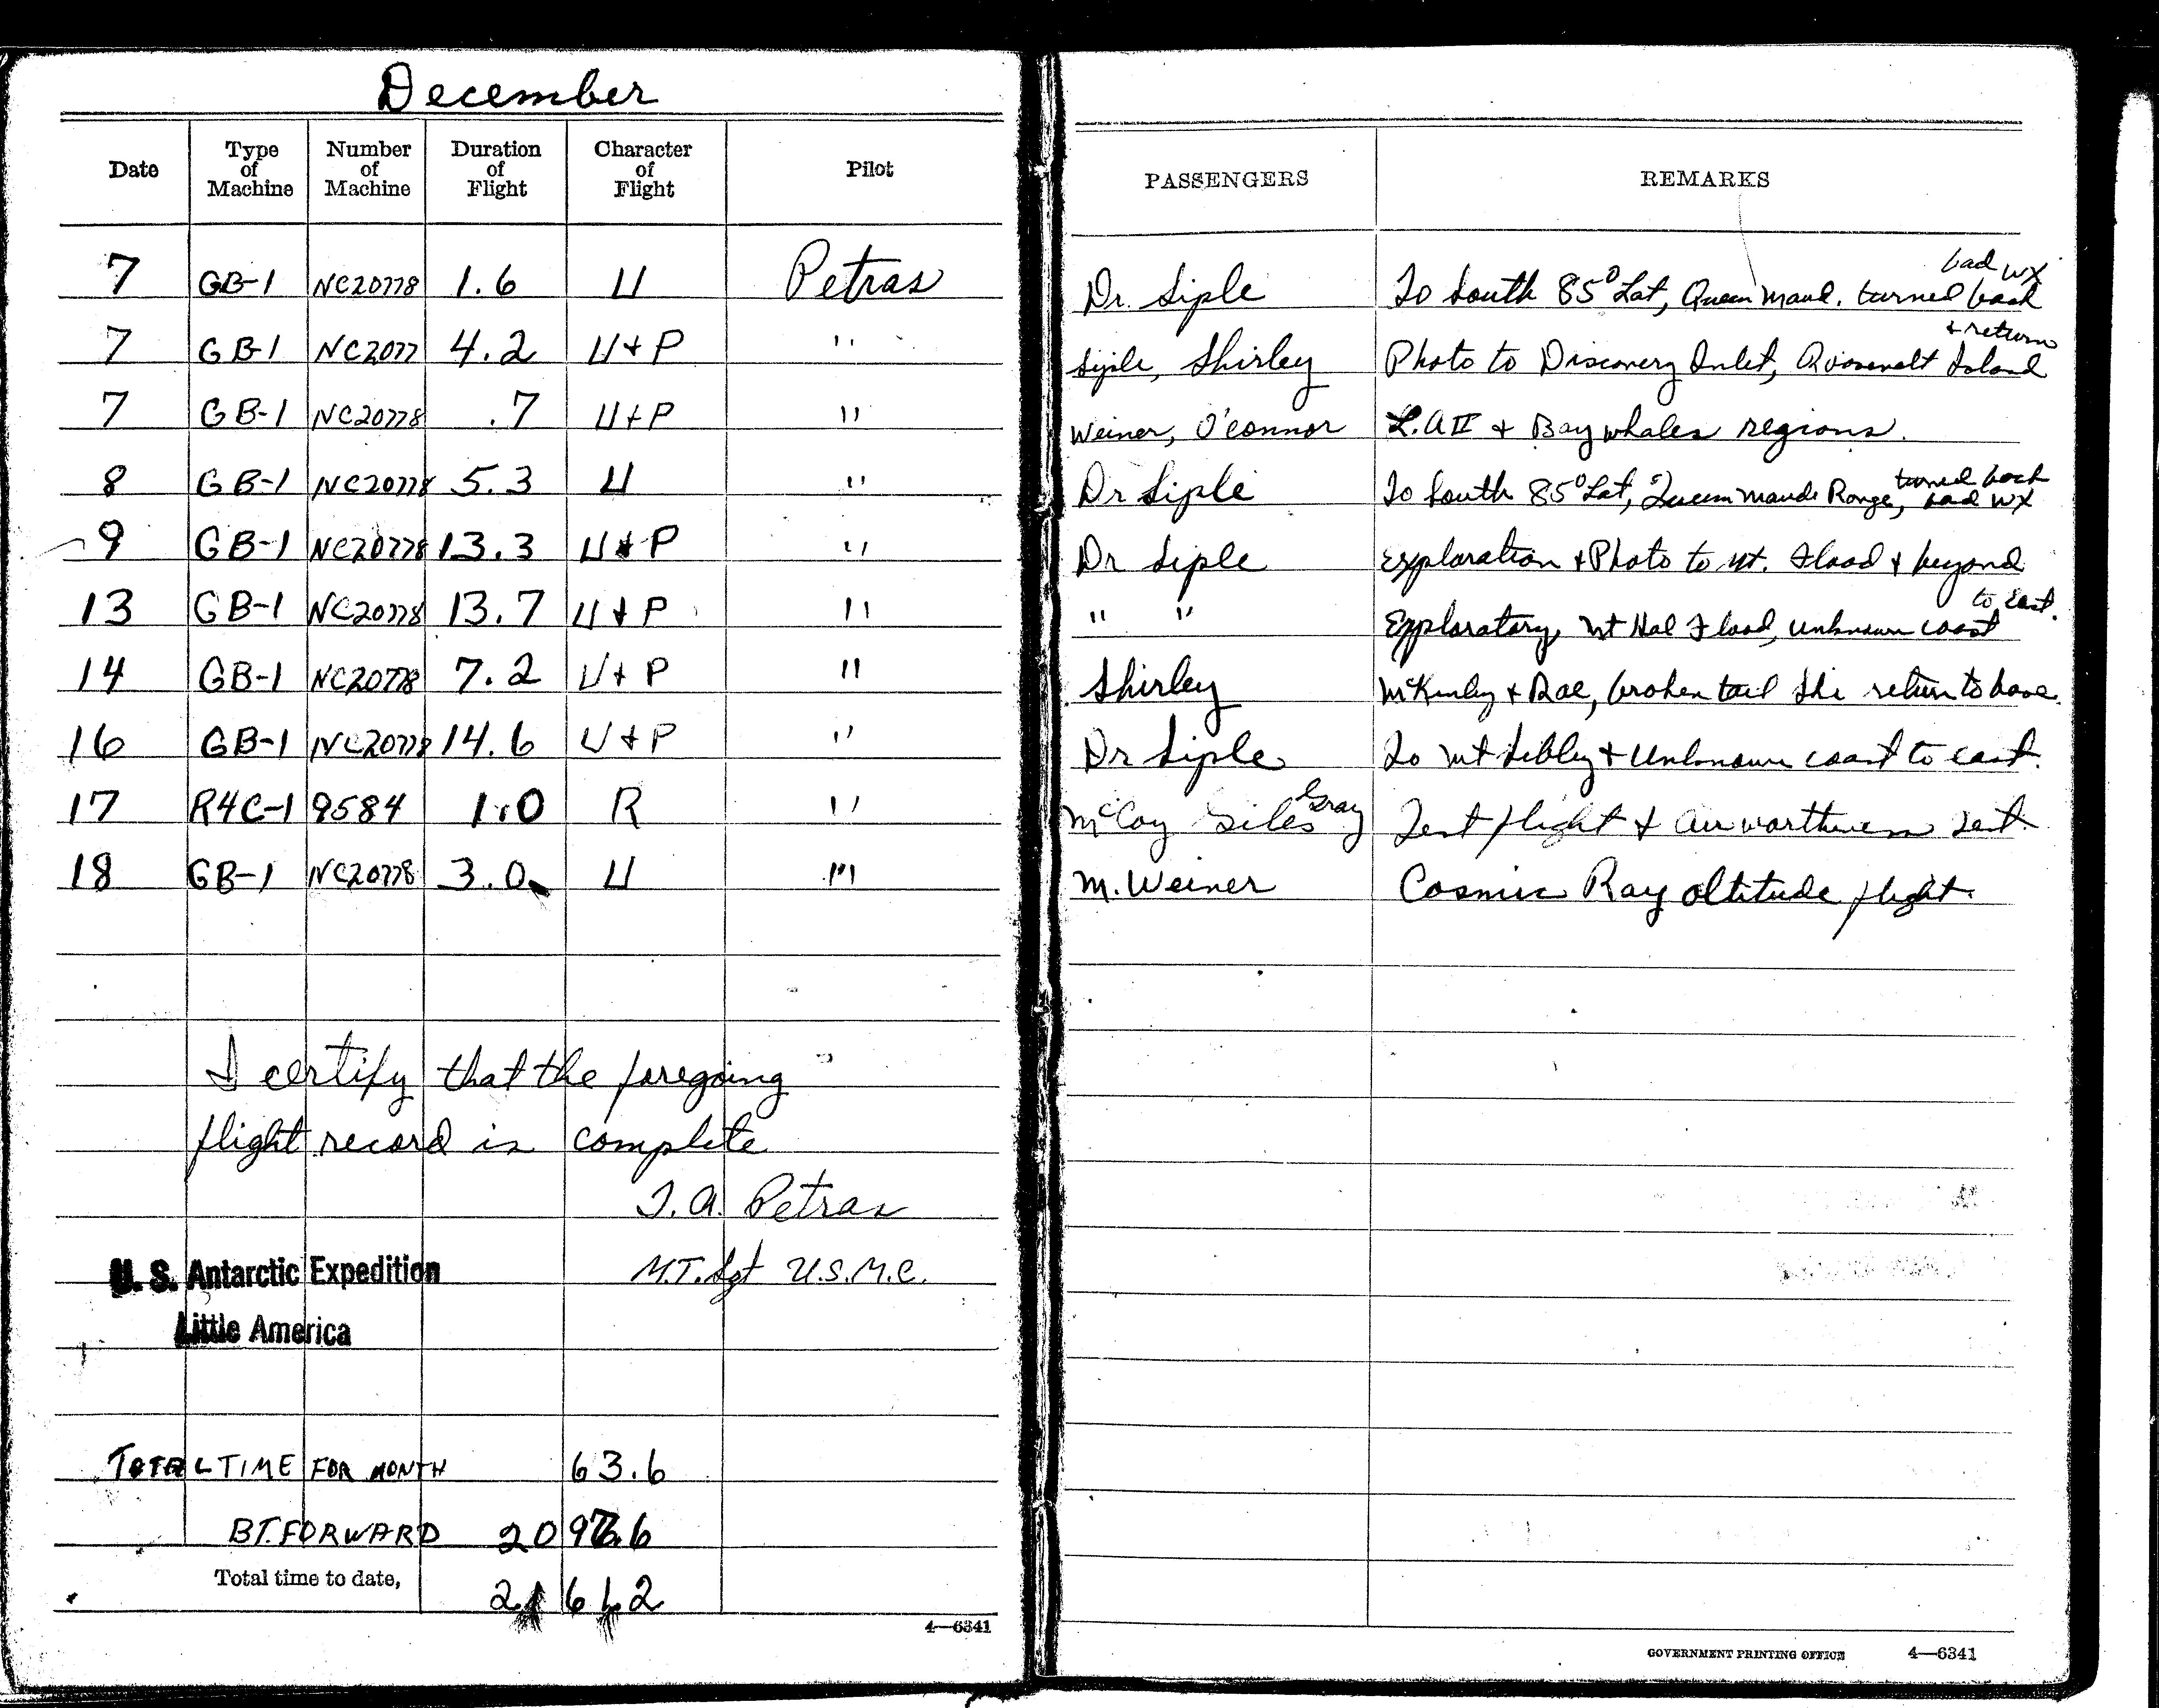 December
Date Type of Machine Number of Machine Duration of Flight Character of Flight Pilot PASSENGERS REMARKS
7 GB-1 NC20778 1.6 U Petras Dr. Siple To South 85° Lat, Queen Maud. turned back bad wx
7 GB-1 NC2077 4.2 U+P " Siple, Shirley Photo to Discovery Inlet, Roosevelt Island + return
7 GB-1 NC20778 .7 U+P " Weiner, O'Connor L.A II + Bay whales regions.
8 GB-1 NC20778 5.3 U " Dr Siple To South 85° Lat, Queen Maude Range, turned back bad wx
9 GB-1 NC20778 13.3 U+P " Dr Siple Exploration + Photo to Mt. Flood + beyond
13 GB-1 NC20778 13.7 U+P " " " Exploratory Mt Hal Flood, unknown coast to East.
14 GB-1 NC20778 7.2 U+P " Shirley McKinley + Roe, broken tail ski return to base.
16 GB-1 NC20778 14.6 U+P " Dr Siple To Mt Sibley + Unknown coast to east.
17 R4C-1 9584 1.0 R " McCoy Giles Gray Test flight + Airworthiness test.
18 GB-1 NC20778 3.0 U " M. Weiner Cosmic Ray altitude flight.
I certify that the foregoing
flight record is complete
T.A. Petras
M.T.Sgt U.S.M.C.
U. S. Antarctic Expedition
Little America
TOTAL TIME FOR MONTH 63.6
BT. FORWARD
Total time to date,
4—6341
GOVERNMENT PRINTING OFFICE 4—6341